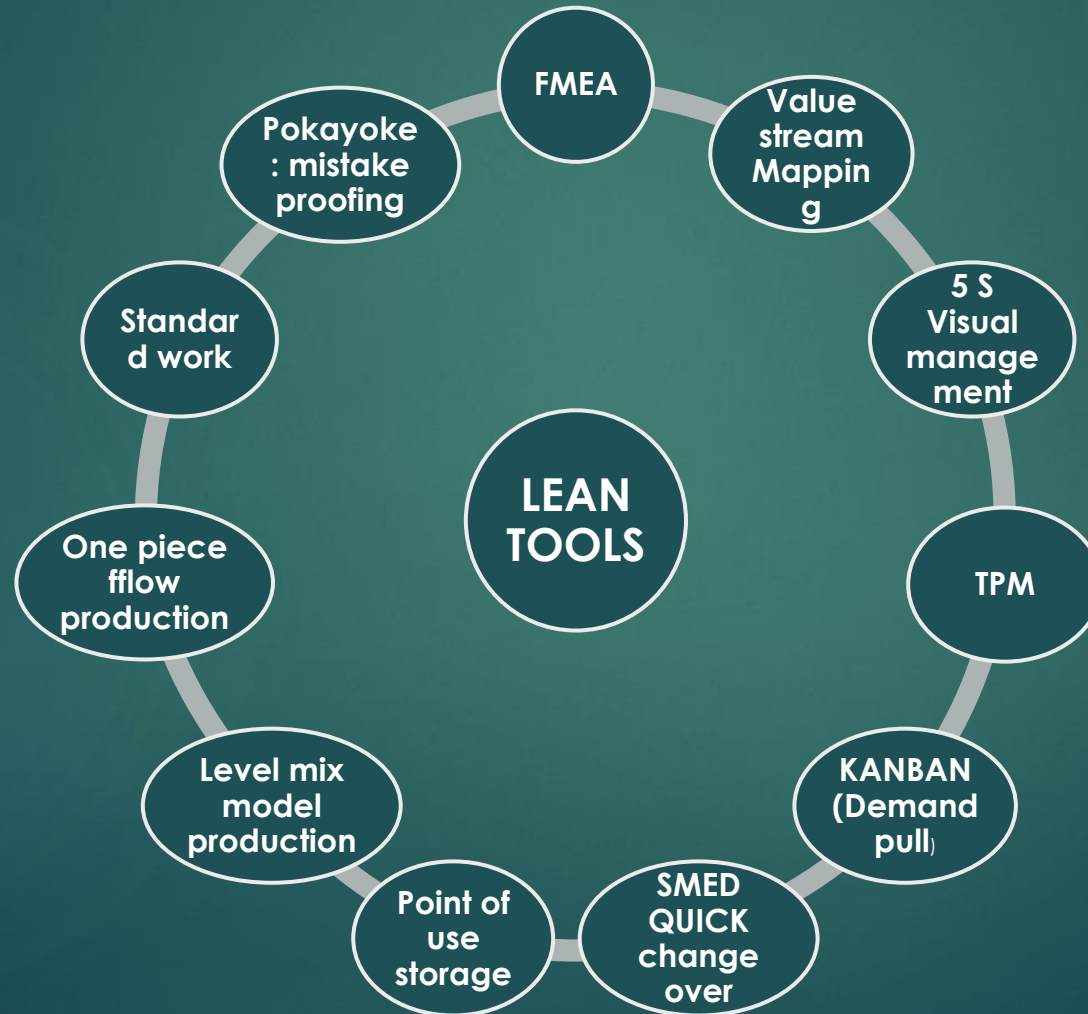 FMEA
Value
stream
Mappin
g
5 S
Visual
manage
ment
TPM
KANBAN
(Demand
pull)
SMED
QUICK
change
over
Point of
use
storage
Level mix
model
production
One piece
fflow
production
Standar
d work
Pokayoke
: mistake
proofing
LEAN
TOOLS